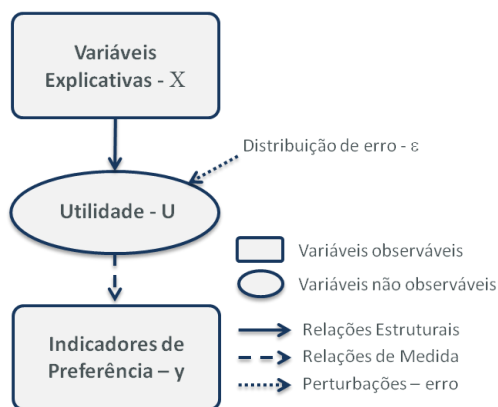 Variáveis
Explicativas - X
Distribuição de erro - ε
Utilidade - U
Variáveis observáveis
Variáveis não observáveis
Indicadores de
Preferência – y
Relações Estruturais
Relações de Medida
Perturbações – erro